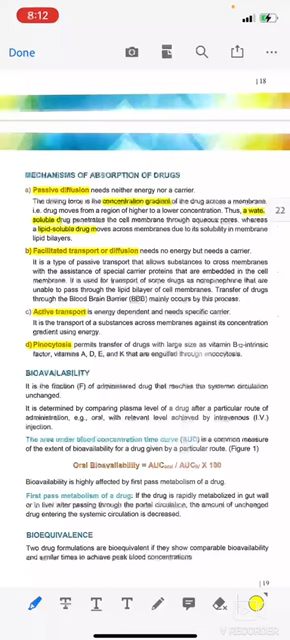 8:12
Done
| 18
MECHANISMS OF ABSORPTION OF DRUGS
a) Passive diffusion needs neither energy nor a carrier.
The driving force is the concentration gradient of the drug across a membrane
i.e. drug moves from a region of higher to a lower concentration. Thus, a water
soluble drug penetrates the cell membrane through aqueous pores, whereas
a lipid-soluble drug moves across membranes due to its solubility in membrane
lipid bilayers.
22
b) Facilitated transport or diffusion needs no energy but needs a carrier.
It is a type of passive transport that allows substances to cross membranes
with the assistance of special carrier proteins that are embedded in the cell
membrane. It is used for transport of some drugs as norepinephrine that are
unable to pass through the lipid bilayer of cell membranes. Transfer of drugs
through the Blood Brain Barrier (BBB) mainly occurs by this process.
c) Active transport is energy dependent and needs specific carrier.
It is the transport of a substances across membranes against its concentration
gradient using energy.
d) Pinocytosis permits transfer of drugs with large size as vitamin B12-intrinsic
factor, vitamins A, D, E, and K that are engulfed through
BIOAVAILABILITY
It is the fraction (F) of administered drug that reaches the systemic circulation
unchanged.
It is determined by comparing plasma level of a drug after a particular route of
administration, e.g., oral, with relevant level achieved by intravenous (I.V.)
injection.
The area under blood concentration time curve (AUC) is a common measure
of the extent of bioavailability for a drug given by a particular route. (Figure 1)
Oral Bioavailability = AUCoral / AUCIV X 100
Bioavailability is highly affected by first pass metabolism of a drug.
First pass metabolism of a drug: If the drug is rapidly metabolized in gut wall
or in liver after passing through the portal circulation, the amount of unchanged
drug entering the systemic circulation is decreased.
BIOEQUIVALENCE
Two drug formulations are bioequivalent if they show comparable bioavailability
and similar times to achieve peak blood concentrations
| 19
V RECORDER